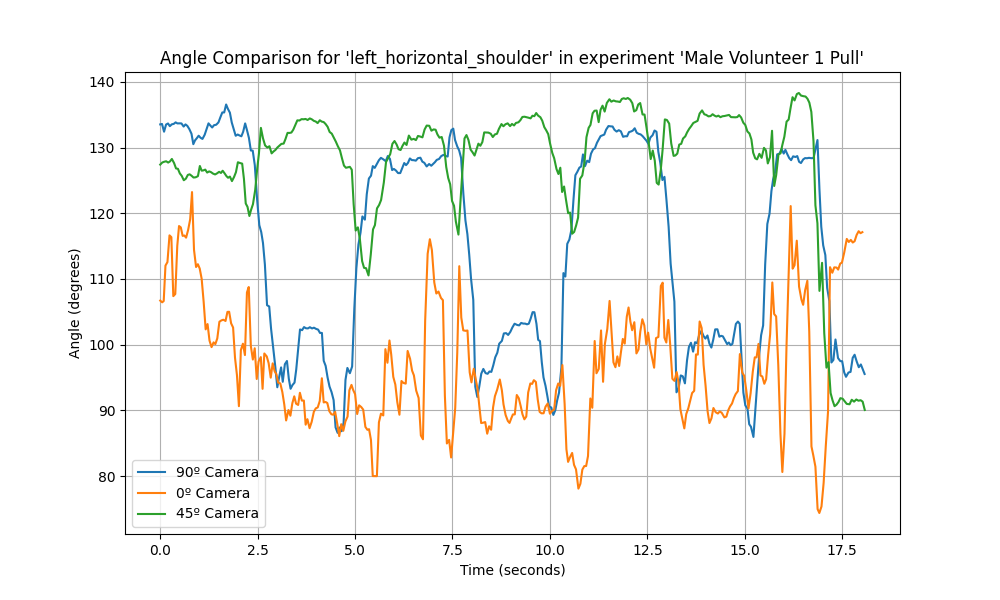 Angle Comparison for 'left_horizontal_shoulder' in experiment 'Male Volunteer 1 Pull'
140
130
120
110
100
90
80
Angle (degrees)
90º Camera
0º Camera
45º Camera
0.0 2.5 5.0 7.5 10.0 12.5 15.0 17.5
Time (seconds)